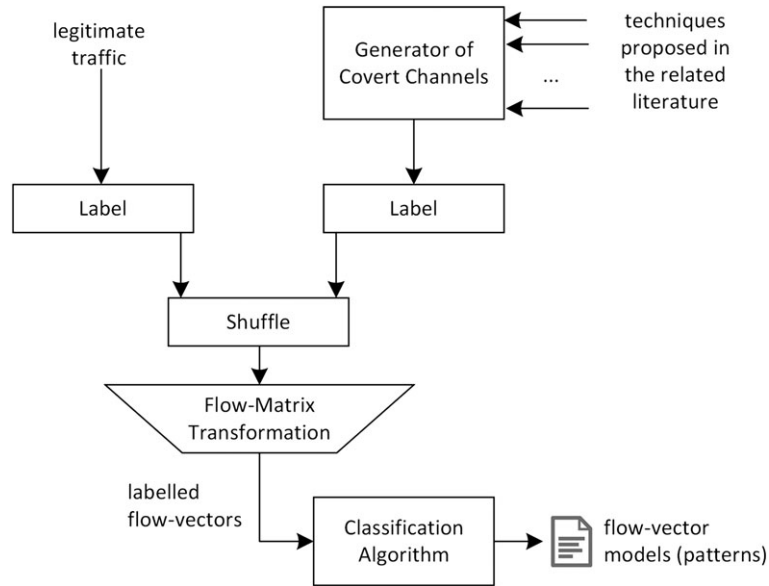 legitimate
traffic
Generator of
Covert Channels
techniques
proposed in
the related
literature
...
Label
Label
Shuffle
Flow-Matrix
Transformation
labelled
flow-vectors
Classification
Algorithm
flow-vector
models (patterns)